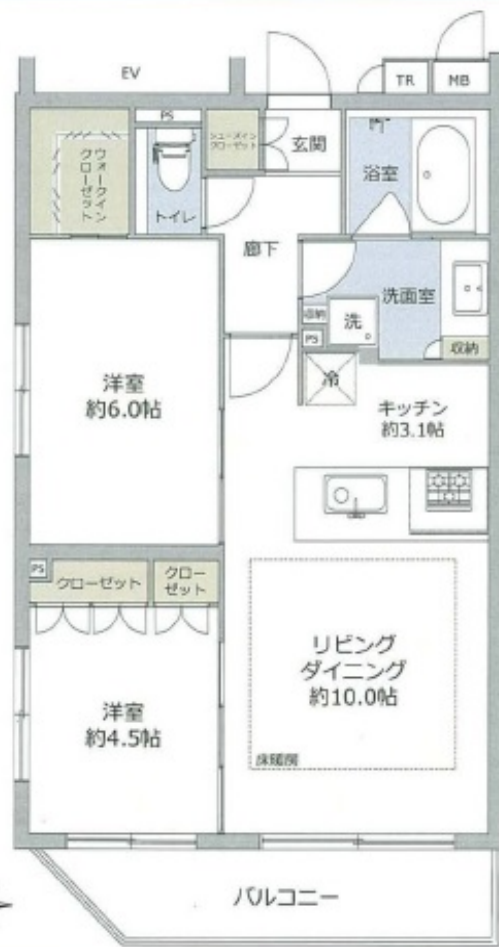 EV
TR
MB
PS
シューズイン
クローゼット
玄関
浴室
ウォークイン
クローゼット
トイレ
廊下
洗面室
収納
洗
PS
収納
冷
洋室
約6.0帖
キッチン
約3.1帖
PS
クローゼット
クロー
ゼット
リビング
ダイニング
約10.0帖
洋室
約4.5帖
床暖房
バルコニー